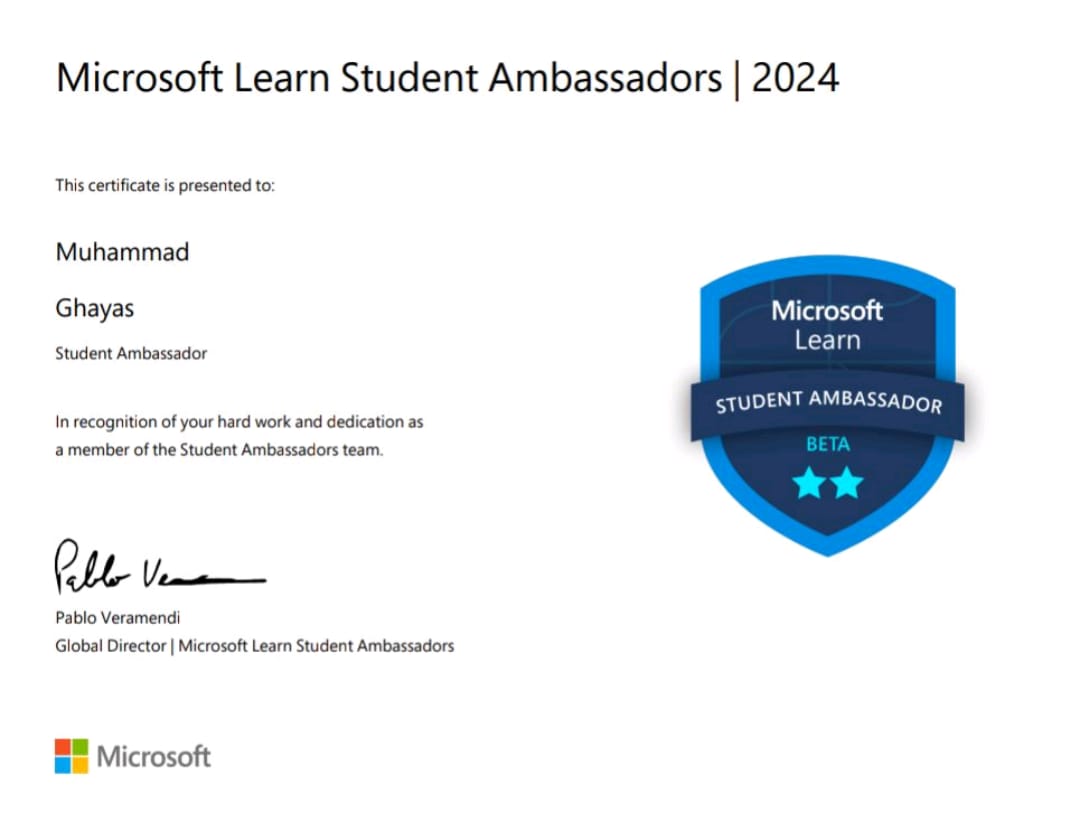 Microsoft Learn Student Ambassadors | 2024
This certificate is presented to:
Muhammad
Ghayas
Student Ambassador
In recognition of your hard work and dedication as
a member of the Student Ambassadors team.
Pablo Veramendi
Global Director | Microsoft Learn Student Ambassadors
Microsoft
Microsoft
Learn
STUDENT AMBASSADOR
BETA